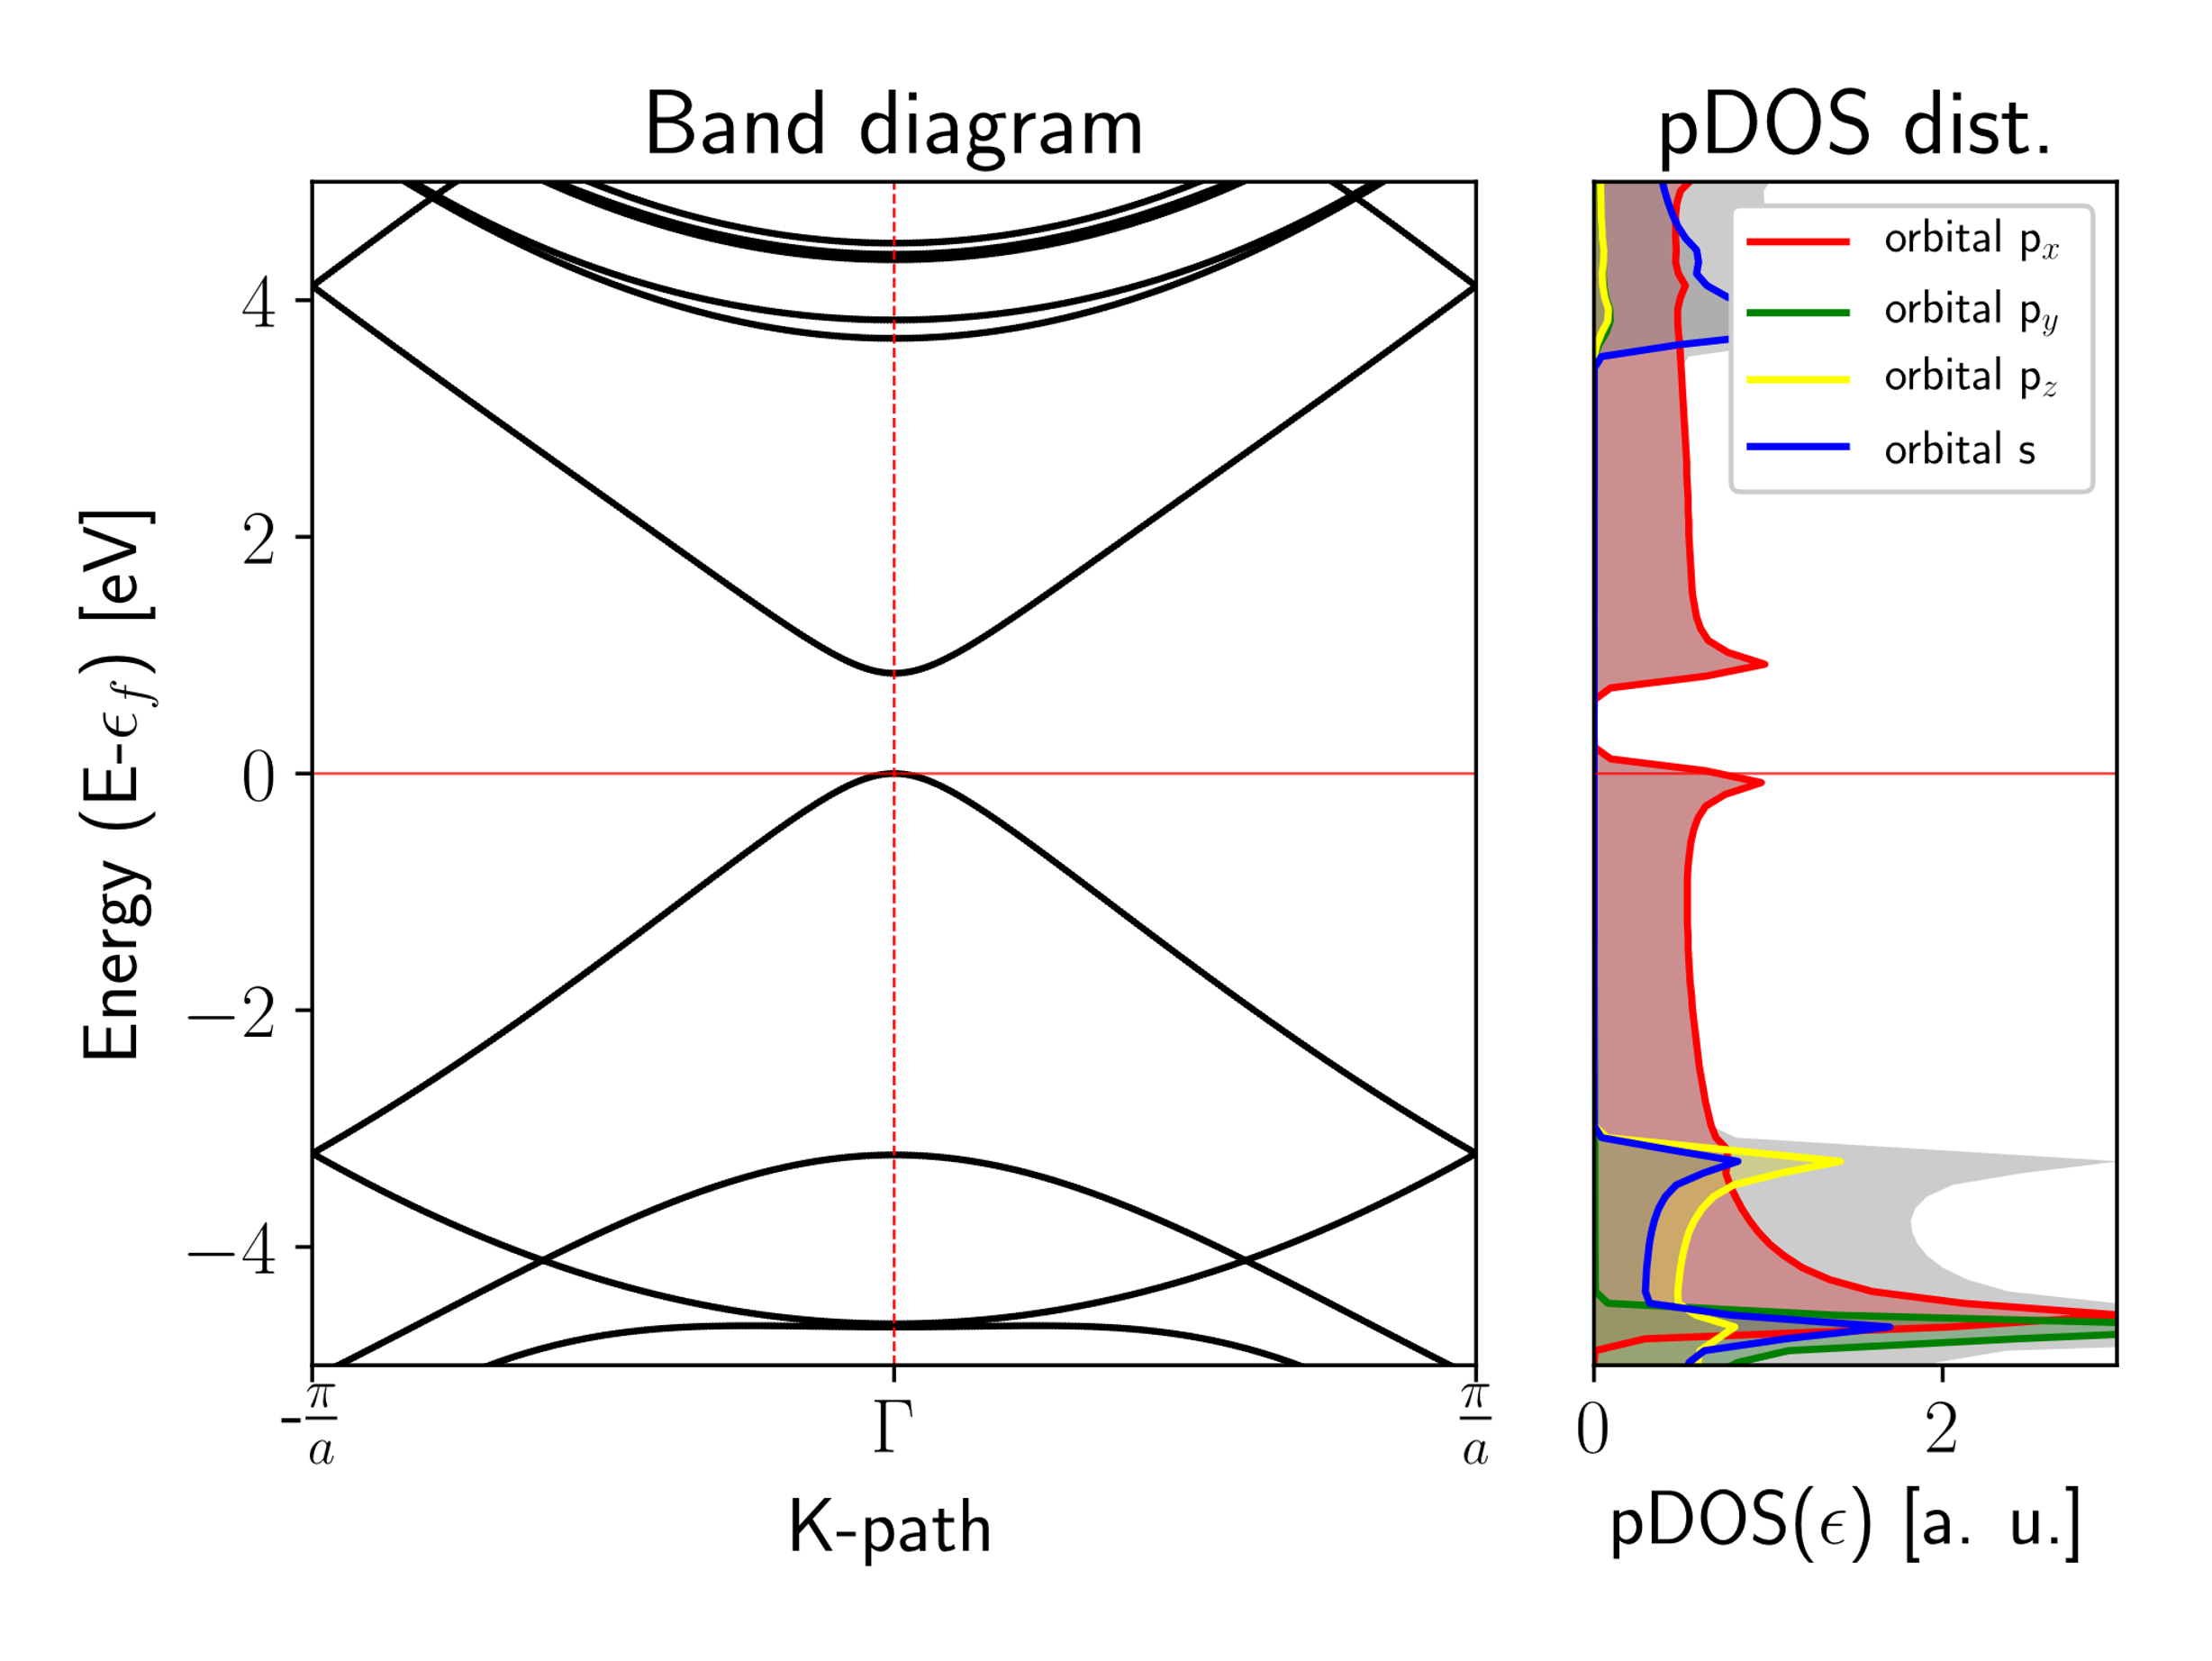 Band diagram
pDOS dist.
Energy (E-ϵ_f) [eV]
4
2
0
−2
−4
-π/a
Γ
π/a
K-path
orbital p_x
orbital p_y
orbital p_z
orbital s
0
2
pDOS(ϵ) [a. u.]